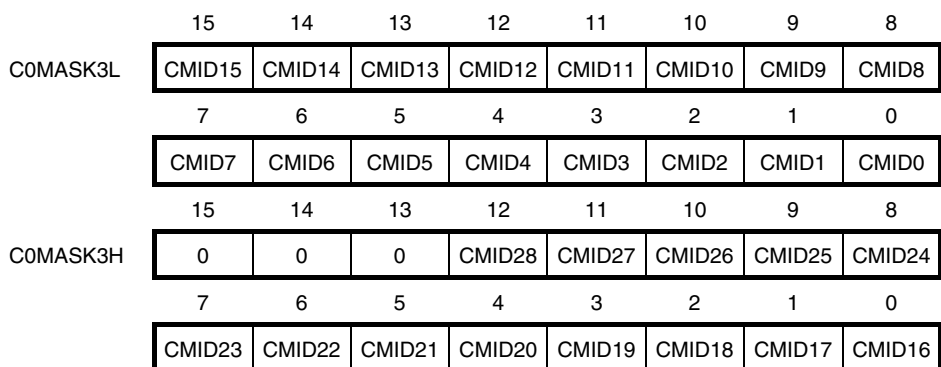 15 14 13 12 11 10 9 8
C0MASK3L CMID15 CMID14 CMID13 CMID12 CMID11 CMID10 CMID9 CMID8
7 6 5 4 3 2 1 0
CMID7 CMID6 CMID5 CMID4 CMID3 CMID2 CMID1 CMID0
15 14 13 12 11 10 9 8
C0MASK3H 0 0 0 CMID28 CMID27 CMID26 CMID25 CMID24
7 6 5 4 3 2 1 0
CMID23 CMID22 CMID21 CMID20 CMID19 CMID18 CMID17 CMID16